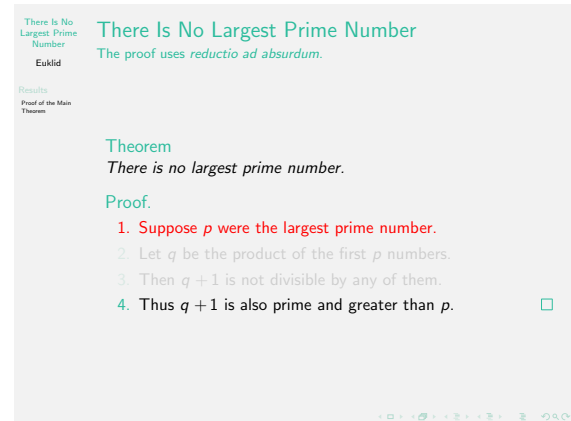 There Is No
Largest Prime
Number
Euklid
Results
Proof of the Main
Theorem
There Is No Largest Prime Number
The proof uses reductio ad absurdum.
Theorem
There is no largest prime number.
Proof.
1. Suppose p were the largest prime number.
2. Let q be the product of the first p numbers.
3. Then q + 1 is not divisible by any of them.
4. Thus q + 1 is also prime and greater than p. □